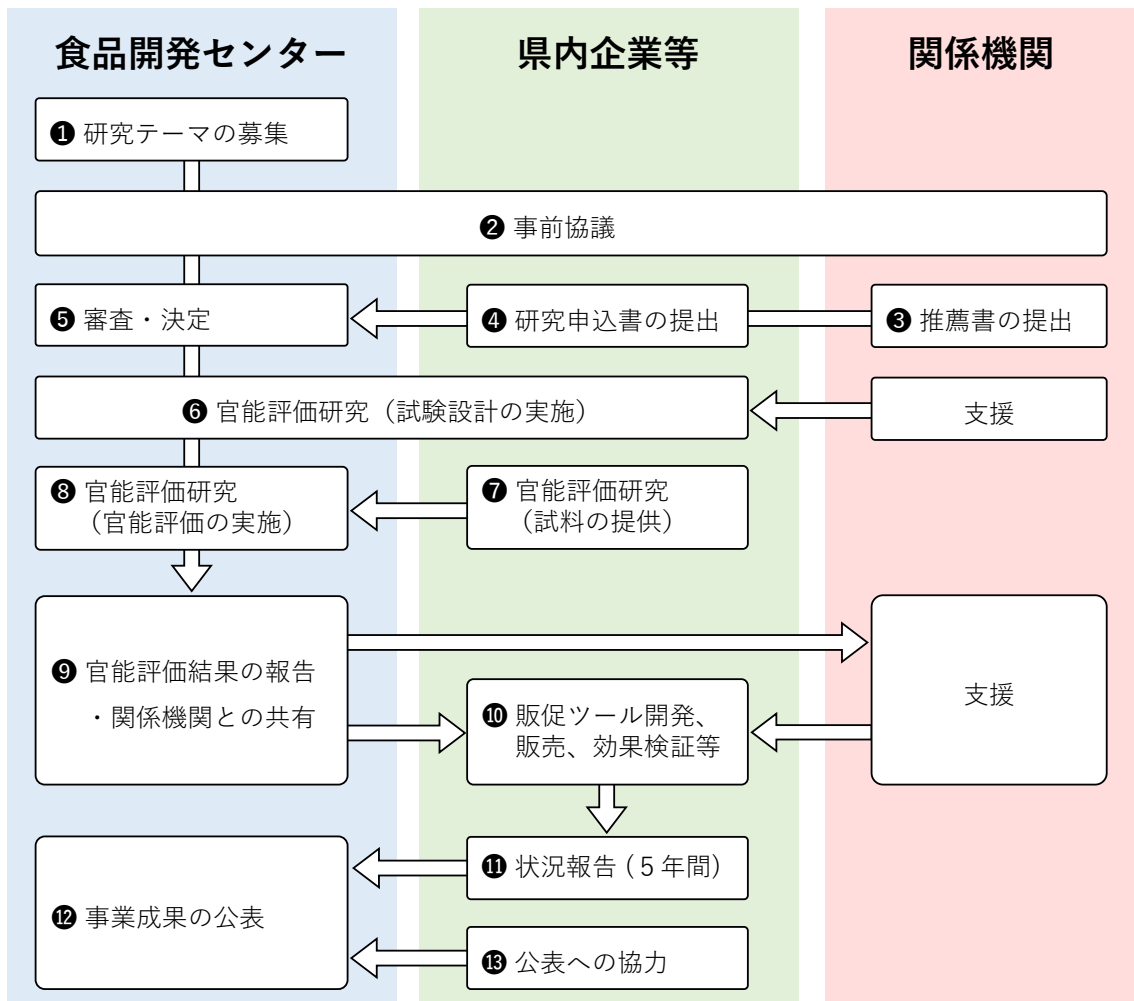 食品開発センター
県内企業等
関係機関
❶ 研究テーマの募集
❷ 事前協議
❺ 審査・決定
❹ 研究申込書の提出
❸ 推薦書の提出
❻ 官能評価研究（試験設計の実施）
支援
❽ 官能評価研究
（官能評価の実施）
❼ 官能評価研究
（試料の提供）
❾ 官能評価結果の報告
・関係機関との共有
❿ 販促ツール開発、
販売、効果検証等
支援
⓫ 状況報告 ( 5 年間)
⓬ 事業成果の公表
⓭ 公表への協力